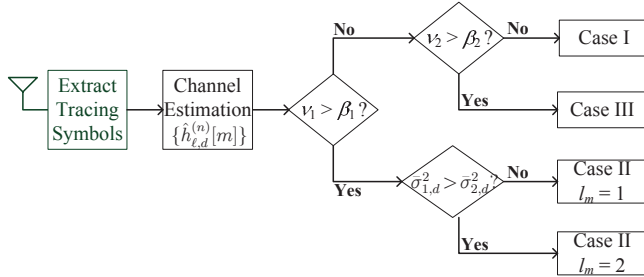 Extract
Tracing
Symbols
Channel
Estimation
{ĥ_{ℓ,d}^{(n)}[m]}
ν₁ > β₁?
No
Yes
ν₂ > β₂?
No
Case I
Yes
Case III
σ̄²_{1,d} > σ̄²_{2,d}?
No
Case II
l_m = 1
Yes
Case II
l_m = 2